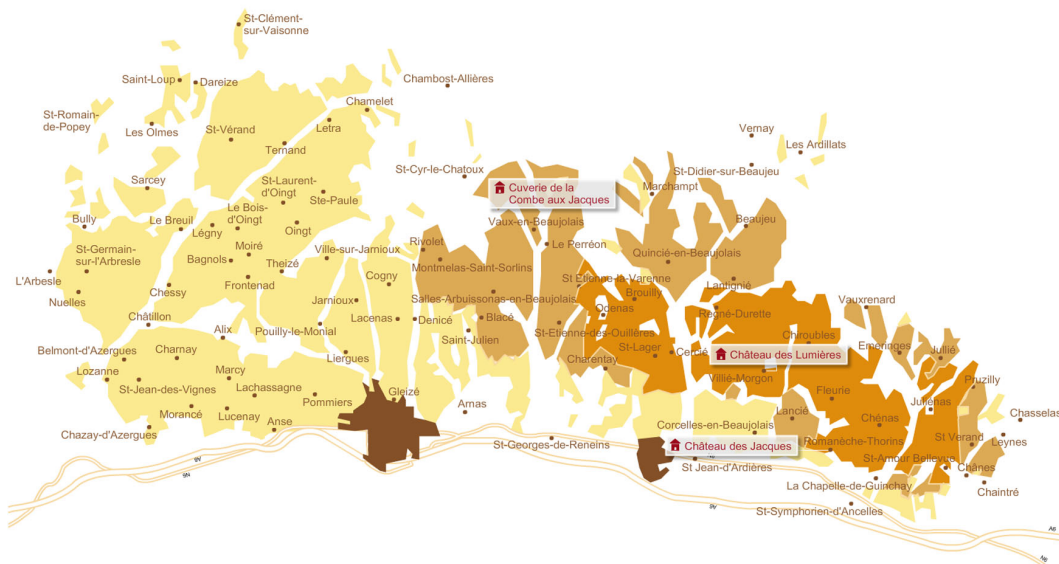 St-Clément-
sur-Vaisonne
Saint-Loup
Dareize
Chambost-Allières
Chamelet
St-Romain-
de-Popey
Les Olmes
St-Vérand
Letra
Vernay
Ternand
Les Ardillats
St-Cyr-le-Chatoux
St-Didier-sur-Beaujeu
Sarcey
St-Laurent-
d'Oingt
Ste-Paule
Cuverie de la
Combe aux Jacques
Marchampt
Bully
Le Breuil
Le Bois-
d'Oingt
Légny
Oingt
Vaux-en-Beaujolais
Beaujeu
St-Germain-
sur-l'Arbresle
Moiré
Ville-sur-Jarnioux
Rivolet
Le Perréon
Bagnols
Theizé
Montmelas-Saint-Sorlins
Quincié-en-Beaujolais
L'Arbesle
Nuelles
Chessy
Frontenad
Cogny
St Etienne-la-Varenne
Lantignié
Jarnioux
Salles-Arbuissonas-en-Beaujolais
Brouilly
Vauxrenard
Châtillon
Odenas
Régné-Durette
Alix
Pouilly-le-Monial
Lacenas
Denicé
Blacé
St-Etienne-des-Ouillères
Saint-Julien
St-Lager
Cercié
Chiroubles
Emeringes
Jullié
Belmont-d'Azergues
Charnay
Liergues
Charentay
Château des Lumières
Lozanne
Marcy
Villié-Morgon
Pruzilly
St-Jean-des-Vignes
Lachassagne
Pommiers
Gleizé
Fleurie
Juliénas
Chasselas
Morancé
Lucenay
Arnas
Lancié
Chénas
Chazay-d'Azergues
Anse
Corcelles-en-Beaujolais
St-Georges-de-Reneins
Château des Jacques
Romanèche-Thorins
St Verand
Leynes
St Jean-d'Ardières
St-Amour Bellevue
Chânes
La Chapelle-de-Guinchay
Chaintré
St-Symphorien-d'Ancelles
A6
N6